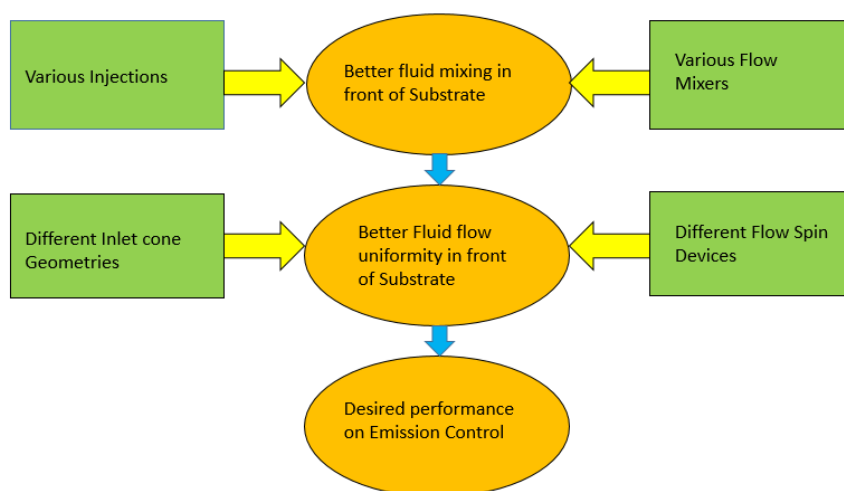 Various Injections
Better fluid mixing in
front of Substrate
Various Flow
Mixers
Different Inlet cone
Geometries
Better Fluid flow
uniformity in front
of Substrate
Different Flow Spin
Devices
Desired performance
on Emission Control